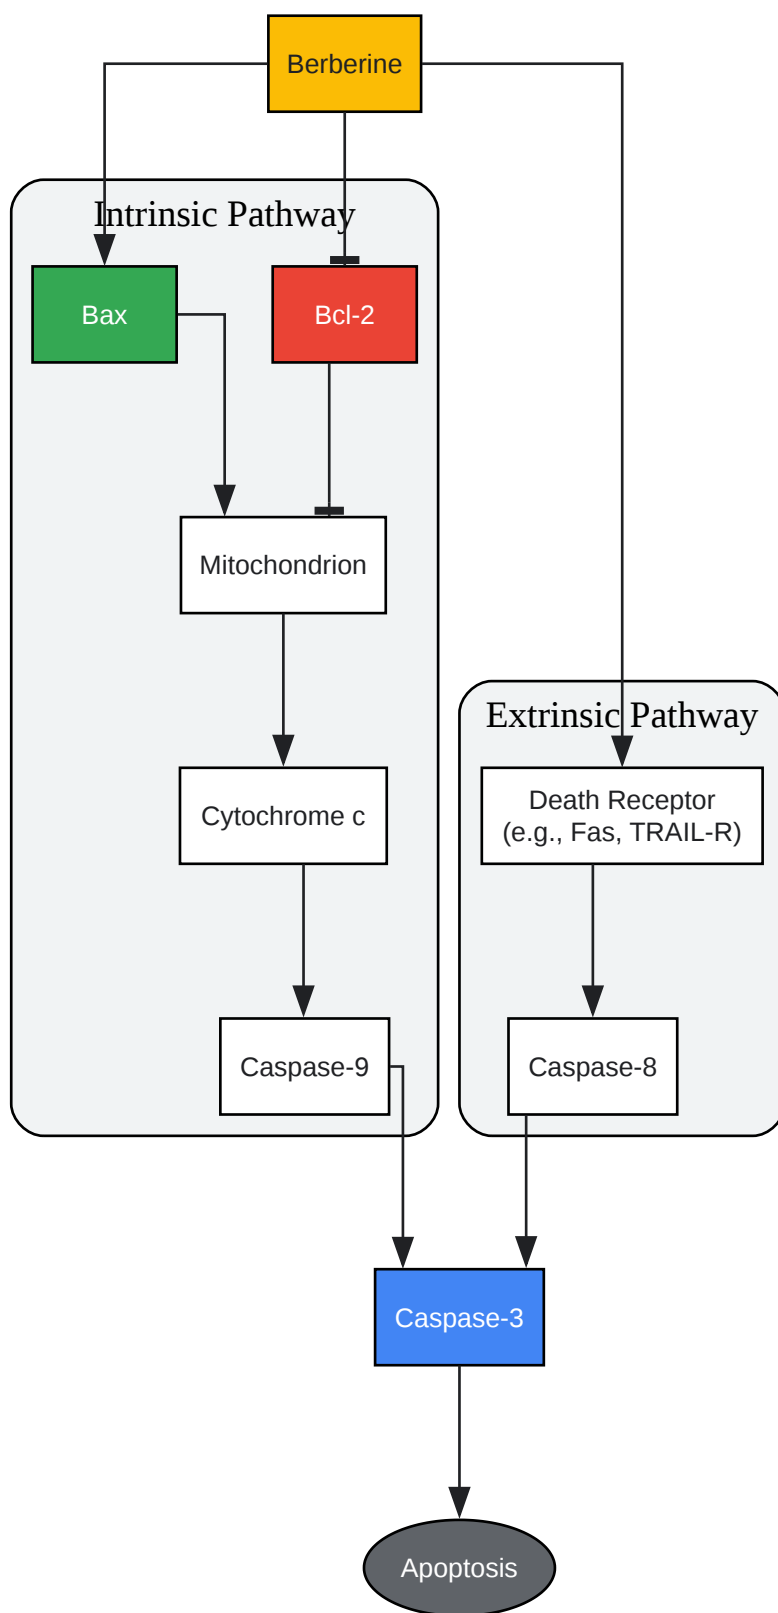 Berberine
Intrinsic Pathway
Bax
Bcl-2
Mitochondrion
Extrinsic Pathway
Cytochrome c
Death Receptor
(e.g., Fas, TRAIL-R)
Caspase-9
Caspase-8
Caspase-3
Apoptosis